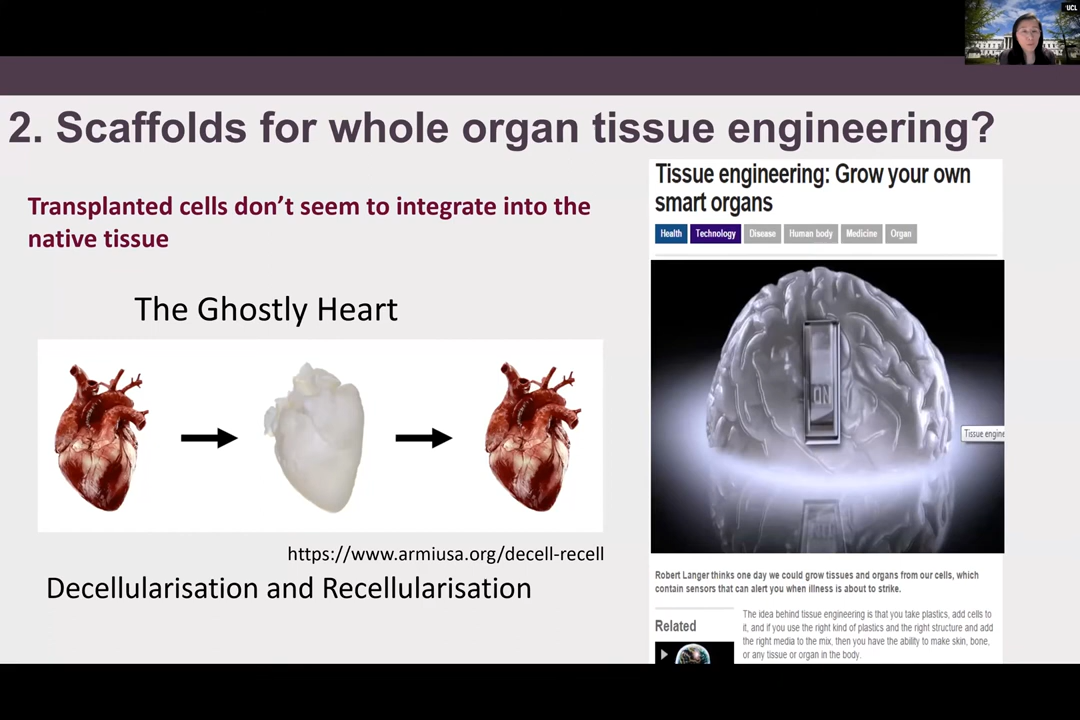 UCL
2. Scaffolds for whole organ tissue engineering?
Transplanted cells don’t seem to integrate into the
native tissue
The Ghostly Heart
https://www.armiusa.org/decell-recell
Decellularisation and Recellularisation
Tissue engineering: Grow your own
smart organs
Health Technology Disease Human body Medicine Organ
ON
Tissue engine
Robert Langer thinks one day we could grow tissues and organs from our cells, which
contain sensors that can alert you when illness is about to strike.
Related
The idea behind tissue engineering is that you take plastics, add cells to
it, and if you use the right kind of plastics and the right structure and add
the right media to the mix, then you have the ability to make skin, bone,
or any tissue or organ in the body.